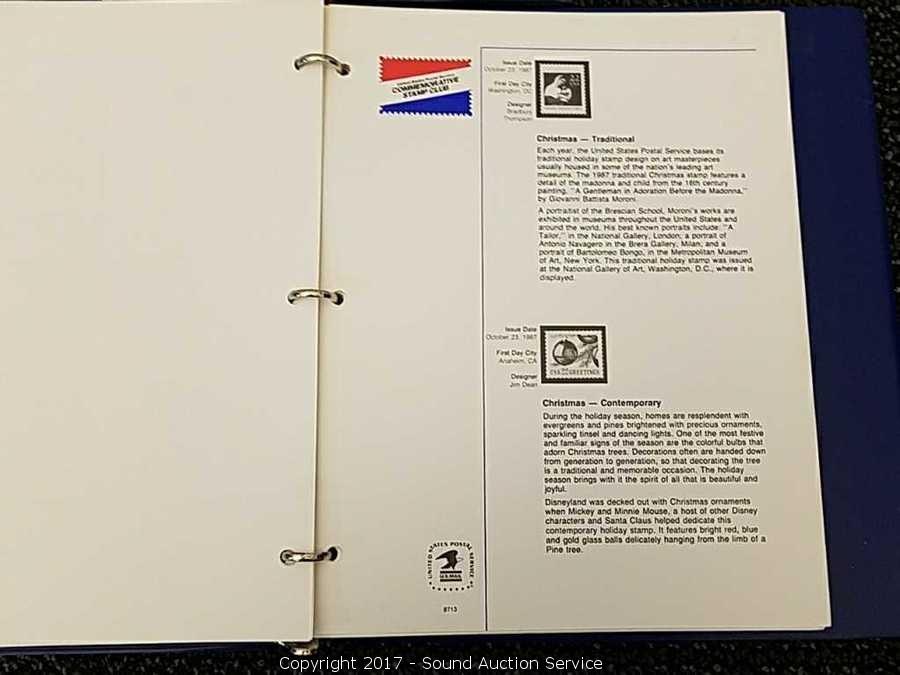 United States Postal Service
COMMEMORATIVE
STAMP CLUB
Issue Date
October 23, 1987
First Day City
Washington, DC
Designer
Bradbury
Thompson
22
Christmas — Traditional
Each year, the United States Postal Service bases its
traditional holiday stamp design on art masterpieces
usually housed in some of the nation's leading art
museums. The 1987 traditional Christmas stamp features a
detail of the madonna and child from the 16th century
painting, "A Gentleman in Adoration Before the Madonna,"
by Giovanni Battista Moroni.
A portraitist of the Brescian School, Moroni's works are
exhibited in museums throughout the United States and
around the world. His best known portraits include: "A
Tailor," in the National Gallery, London; a portrait of
Antonio Navagero in the Brera Gallery, Milan; and a
portrait of Bartolomeo Bongo, in the Metropolitan Museum
of Art, New York. This traditional holiday stamp was issued
at the National Gallery of Art, Washington, D.C., where it is
displayed.
Issue Date
October 23, 1987
First Day City
Anaheim, CA
Designer
Jim Dean
USA 22 GREETINGS
Christmas — Contemporary
During the holiday season, homes are resplendent with
evergreens and pines brightened with precious ornaments,
sparkling tinsel and dancing lights. One of the most festive
and familiar signs of the season are the colorful bulbs that
adorn Christmas trees. Decorations often are handed down
from generation to generation, so that decorating the tree
is a traditional and memorable occasion. The holiday
season brings with it the spirit of all that is beautiful and
joyful.
Disneyland was decked out with Christmas ornaments
when Mickey and Minnie Mouse, a host of other Disney
characters and Santa Claus helped dedicate this
contemporary holiday stamp. It features bright red, blue
and gold glass balls delicately hanging from the limb of a
Pine tree.
UNITED STATES POSTAL SERVICE
U.S.MAIL
8713
Copyright 2017 - Sound Auction Service